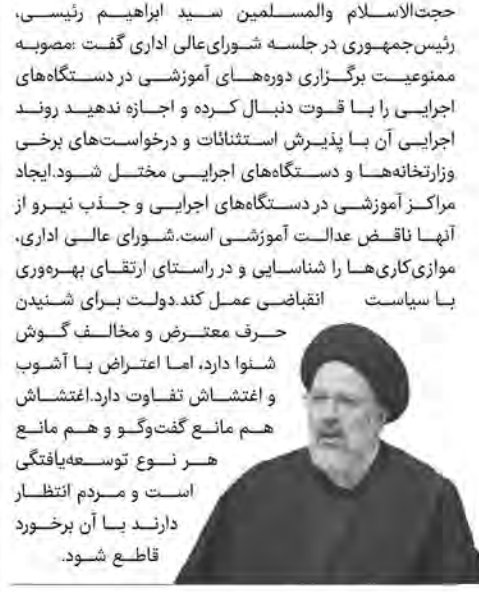 حجت‌الاسلام والمسلمین سید ابراهیم رئیسی،
رئیس‌جمهوری در جلسه شورای‌عالی اداری گفت :مصوبه
ممنوعیت برگزاری دوره‌های آموزشی در دستگاه‌های
اجرایی را با قوت دنبال کرده و اجازه ندهید روند
اجرایی آن با پذیرش استثنائات و درخواست‌های برخی
وزارتخانه‌ها و دستگاه‌های اجرایی مختل شود.ایجاد
مراکز آموزشی در دستگاه‌های اجرایی و جذب نیرو از
آنها ناقض عدالت آموزشی است.شورای عالی اداری،
موازی‌کاری‌ها را شناسایی و در راستای ارتقای بهره‌وری
با سیاست انقباضی عمل کند.دولت برای شنیدن
حرف معترض و مخالف گوش
شنوا دارد، اما اعتراض با آشوب
و اغتشاش تفاوت دارد.اغتشاش
هم مانع گفت‌وگو و هم مانع
هر نوع توسعه‌یافتگی
است و مردم انتظار
دارند با آن برخورد
قاطع شود.